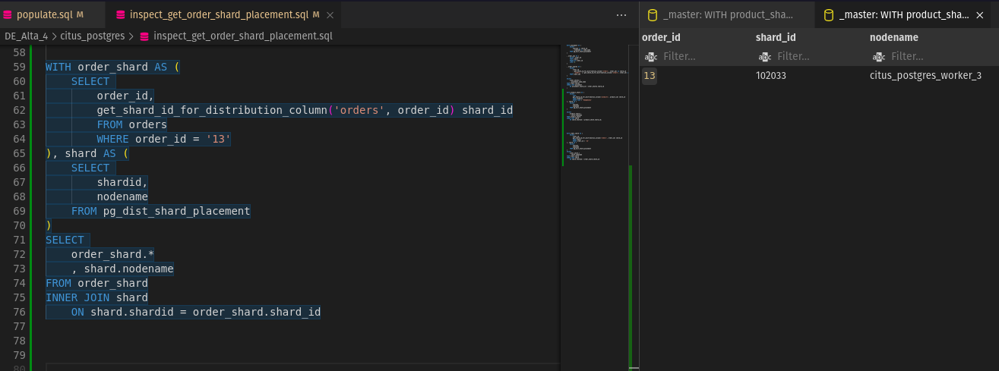 populate.sql M
inspect_get_order_shard_placement.sql M
DE_Alta_4 > citus_postgres > inspect_get_order_shard_placement.sql
58
59 WITH order_shard AS (
60 SELECT
61 order_id,
62 get_shard_id_for_distribution_column('orders', order_id) shard_id
63 FROM orders
64 WHERE order_id = '13'
65 ), shard AS (
66 SELECT
67 shardid,
68 nodename
69 FROM pg_dist_shard_placement
70 )
71 SELECT
72 order_shard.*
73 , shard.nodename
74 FROM order_shard
75 INNER JOIN shard
76 ON shard.shardid = order_shard.shard_id
77
78
79
80
_master: WITH product_sha...
_master: WITH product_sha...
order_id shard_id nodename
abc Filter... abc Filter... abc Filter...
13 102033 citus_postgres_worker_3